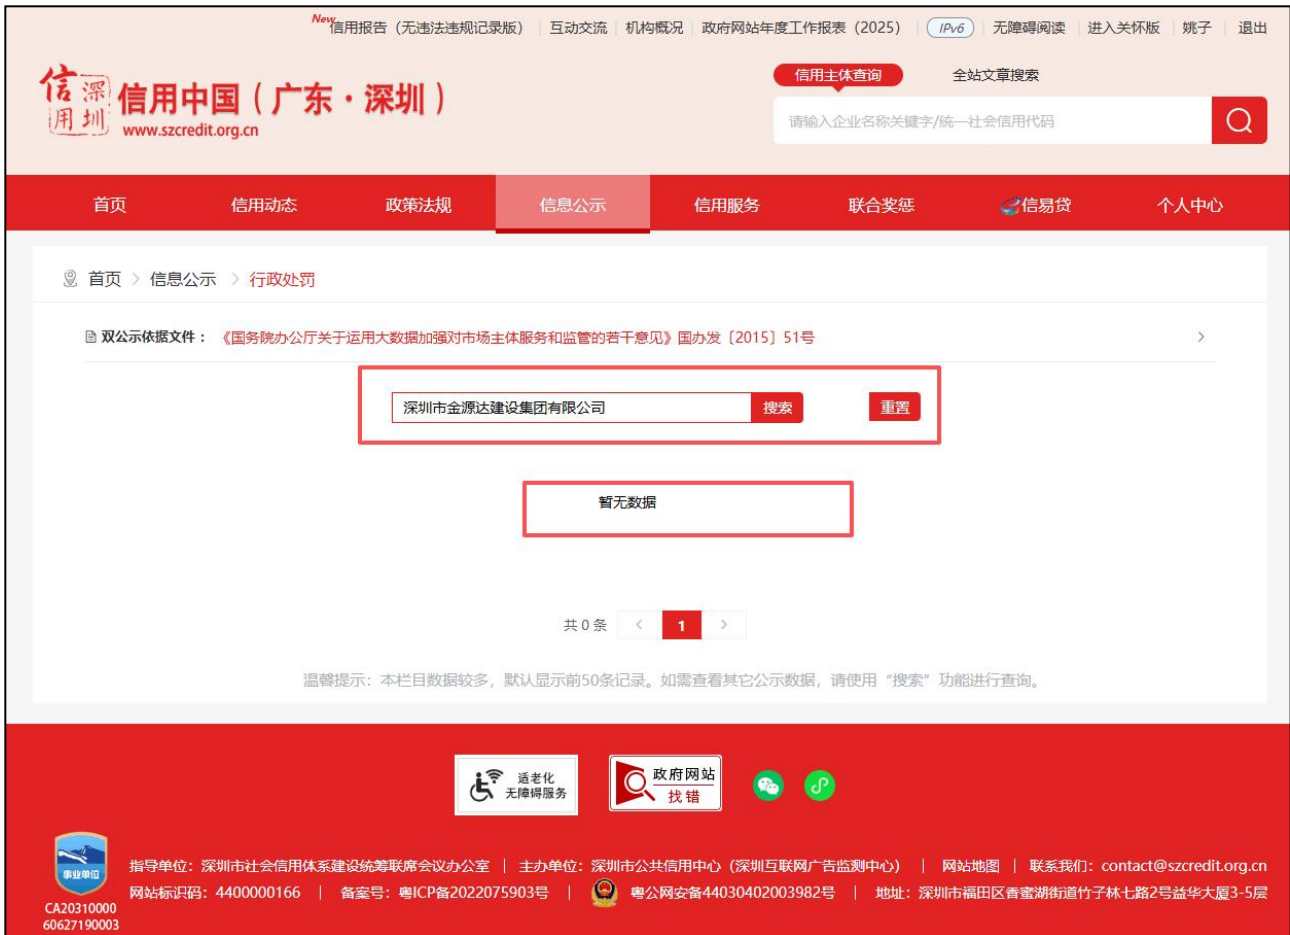 New 信用报告（无违法违规记录版） 互动交流 机构概况 政府网站年度工作报表（2025） IPv6 无障碍阅读 进入关怀版 姚子 退出
信用 深圳
信用中国（广东·深圳）
www.szcredit.org.cn
信用主体查询 全站文章搜索
请输入企业名称关键字/统一社会信用代码
首页 信用动态 政策法规 信息公示 信用服务 联合奖惩 信易贷 个人中心
首页 > 信息公示 > 行政处罚
双公示依据文件： 《国务院办公厅关于运用大数据加强对市场主体服务和监管的若干意见》国办发〔2015〕51号 >
深圳市金源达建设集团有限公司 搜索 重置
暂无数据
共 0 条 < 1 >
温馨提示：本栏目数据较多，默认显示前50条记录。如需查看其它公示数据，请使用“搜索”功能进行查询。
适老化
无障碍服务
政府网站
找错
事业单位
CA20310000
60627190003
指导单位：深圳市社会信用体系建设统筹联席会议办公室 | 主办单位：深圳市公共信用中心（深圳互联网广告监测中心） | 网站地图 | 联系我们：contact@szcredit.org.cn
网站标识码：4400000166 | 备案号：粤ICP备2022075903号 | 粤公网安备44030402003982号 | 地址：深圳市福田区香蜜湖街道竹子林七路2号益华大厦3-5层